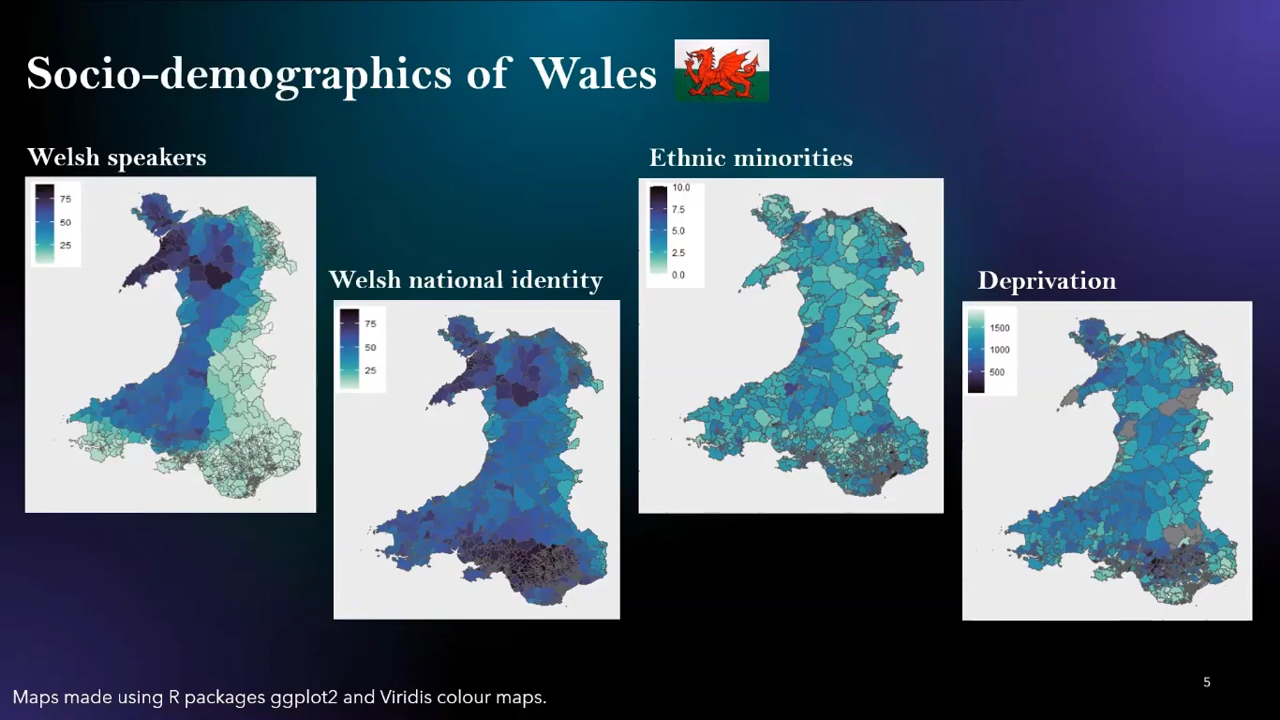 Socio-demographics of Wales
Welsh speakers
75
50
25
Welsh national identity
75
50
25
Ethnic minorities
10.0
7.5
5.0
2.5
0.0
Deprivation
1500
1000
500
5
Maps made using R packages ggplot2 and Viridis colour maps.